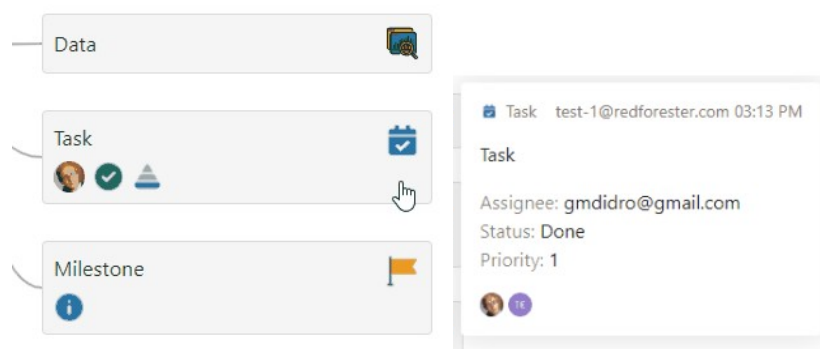 Data
Task
Milestone
Task test-1@redforester.com 03:13 PM
Task
Assignee: gmdidro@gmail.com
Status: Done
Priority: 1
TE